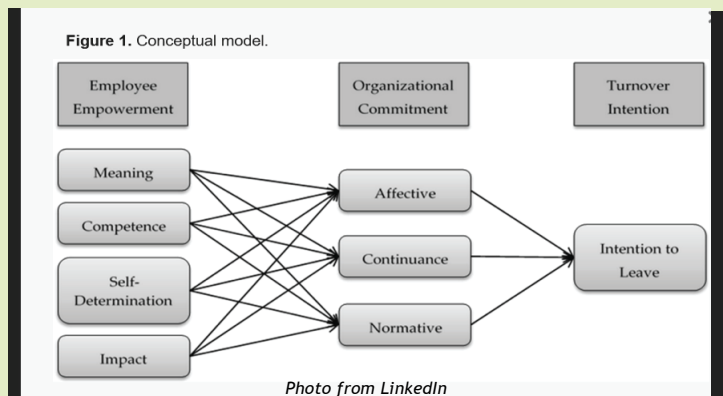 Figure 1. Conceptual model.
Employee
Empowerment
Organizational
Commitment
Turnover
Intention
Meaning
Competence
Self-
Determination
Impact
Affective
Continuance
Normative
Intention to
Leave
Photo from LinkedIn